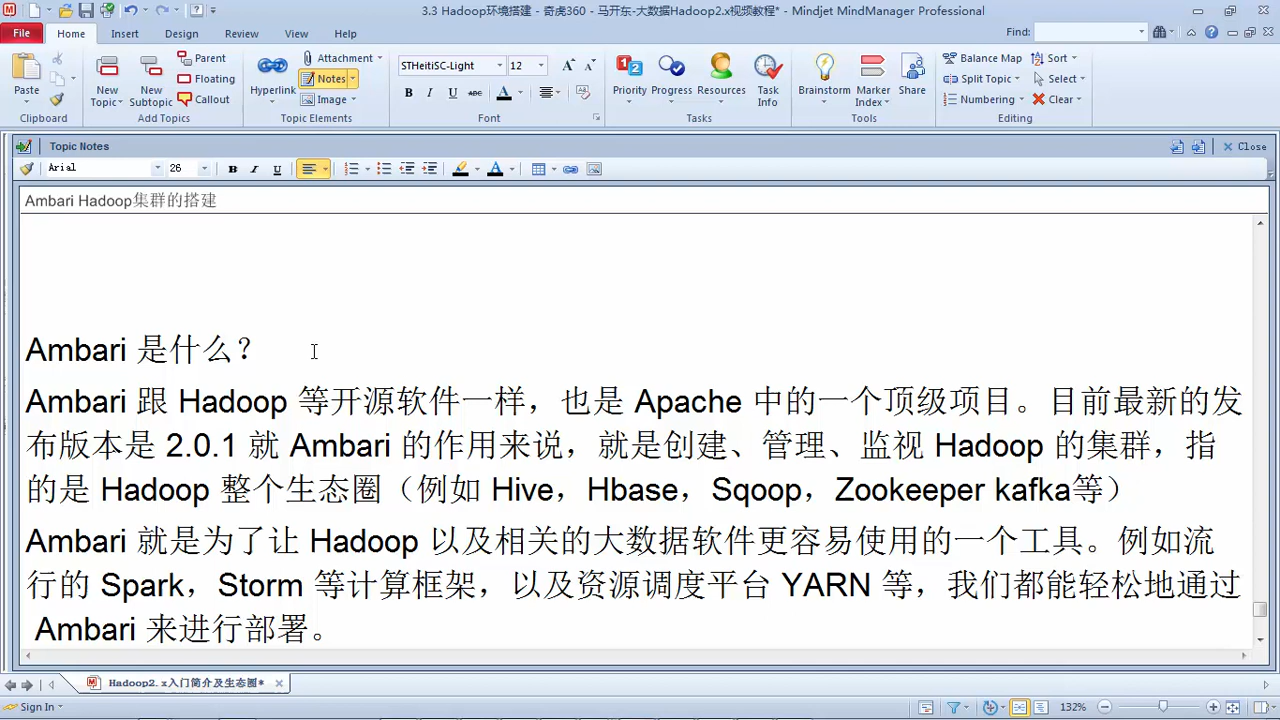 3.3 Hadoop环境搭建 - 奇虎360 - 马开东-大数据Hadoop2.x视频教程* - Mindjet MindManager Professional
File Home Insert Design Review View Help Find:
Paste New Topic New Subtopic Parent Floating Callout Hyperlink Attachment Notes Image STHeitiSC-Light 12 B I U ABC A Priority Progress Resources Task Info Brainstorm Marker Index Share Balance Map Split Topic Numbering Sort Select Clear
Clipboard Add Topics Topic Elements Font Tasks Tools Editing
Topic Notes Close
Arial 26 B I U A
Ambari Hadoop集群的搭建
Ambari 是什么？
Ambari 跟 Hadoop 等开源软件一样，也是 Apache 中的一个顶级项目。目前最新的发
布版本是 2.0.1 就 Ambari 的作用来说，就是创建、管理、监视 Hadoop 的集群，指
的是 Hadoop 整个生态圈（例如 Hive，Hbase，Sqoop，Zookeeper kafka等）
Ambari 就是为了让 Hadoop 以及相关的大数据软件更容易使用的一个工具。例如流
行的 Spark，Storm 等计算框架，以及资源调度平台 YARN 等，我们都能轻松地通过
Ambari 来进行部署。
Hadoop2.x入门简介及生态圈*
Sign In 132%